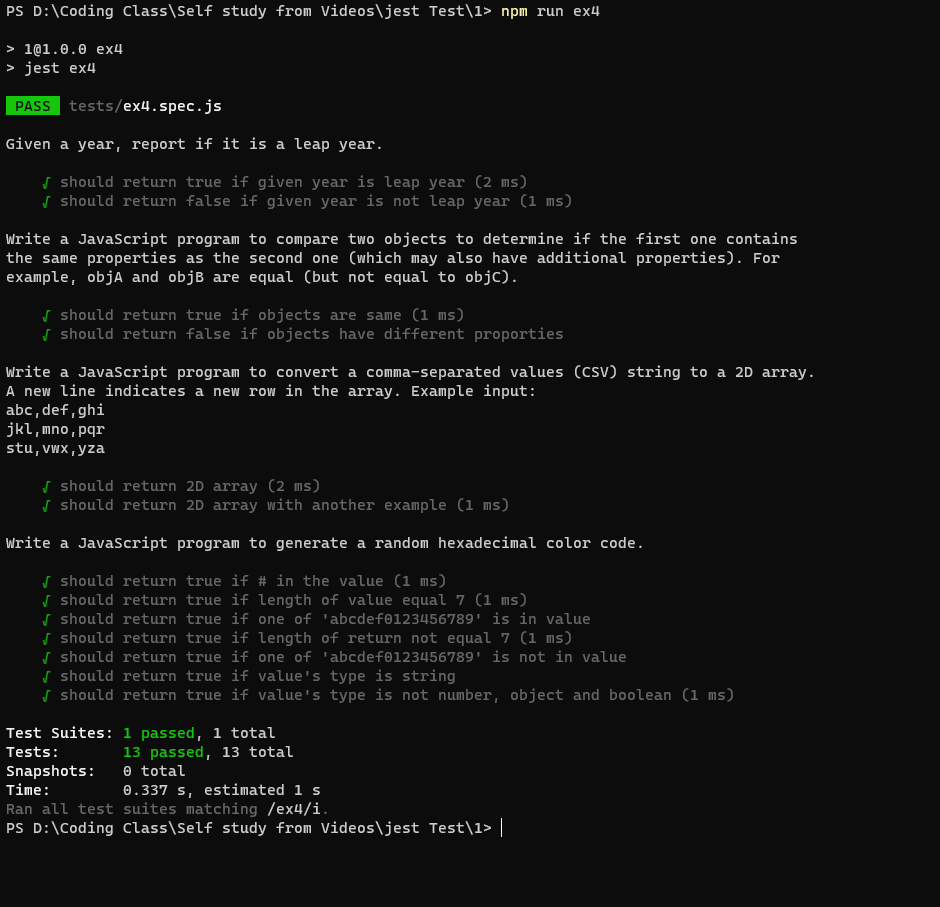 PS D:\Coding Class\Self study from Videos\jest Test\1> npm run ex4
> 1@1.0.0 ex4
> jest ex4
PASS tests/ex4.spec.js
Given a year, report if it is a leap year.
√ should return true if given year is leap year (2 ms)
√ should return false if given year is not leap year (1 ms)
Write a JavaScript program to compare two objects to determine if the first one contains
the same properties as the second one (which may also have additional properties). For
example, objA and objB are equal (but not equal to objC).
√ should return true if objects are same (1 ms)
√ should return false if objects have different proporties
Write a JavaScript program to convert a comma-separated values (CSV) string to a 2D array.
A new line indicates a new row in the array. Example input:
abc,def,ghi
jkl,mno,pqr
stu,vwx,yza
√ should return 2D array (2 ms)
√ should return 2D array with another example (1 ms)
Write a JavaScript program to generate a random hexadecimal color code.
√ should return true if # in the value (1 ms)
√ should return true if length of value equal 7 (1 ms)
√ should return true if one of 'abcdef0123456789' is in value
√ should return true if length of return not equal 7 (1 ms)
√ should return true if one of 'abcdef0123456789' is not in value
√ should return true if value's type is string
√ should return true if value's type is not number, object and boolean (1 ms)
Test Suites: 1 passed, 1 total
Tests: 13 passed, 13 total
Snapshots: 0 total
Time: 0.337 s, estimated 1 s
Ran all test suites matching /ex4/i.
PS D:\Coding Class\Self study from Videos\jest Test\1>